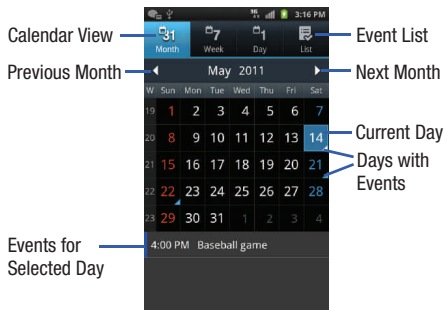 3:16 PM
Calendar View
31 7 1
Event List
Month Week Day List
Previous Month
May 2011
Next Month
W Sun Mon Tue Wed Thu Fri Sat
19 1 2 3 4 5 6 7
20 8 9 10 11 12 13 14
Current Day
21 15 16 17 18 19 20 21
Days with
Events
22 22 23 24 25 26 27 28
23 29 30 31 1 2 3 4
Events for
Selected Day
4:00 PM Baseball game